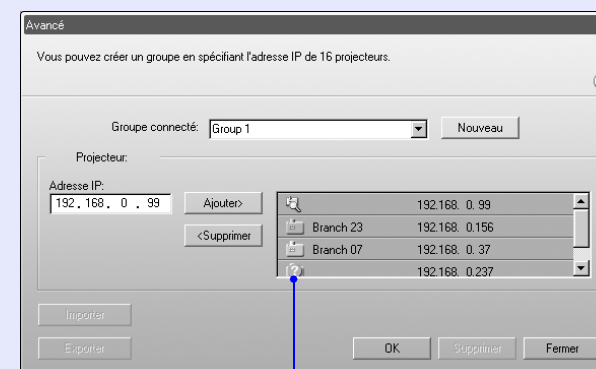 Avancé
Vous pouvez créer un groupe en spécifiant l'adresse IP de 16 projecteurs.
Groupe connecté: Group 1 Nouveau
Projecteur:
Adresse IP:
192 . 168 . 0 . 99 Ajouter>
<Supprimer
192.168. 0. 99
Branch 23 192.168. 0.156
Branch 07 192.168. 0. 37
192.168. 0.237
Importer
Exporter OK Supprimer Fermer